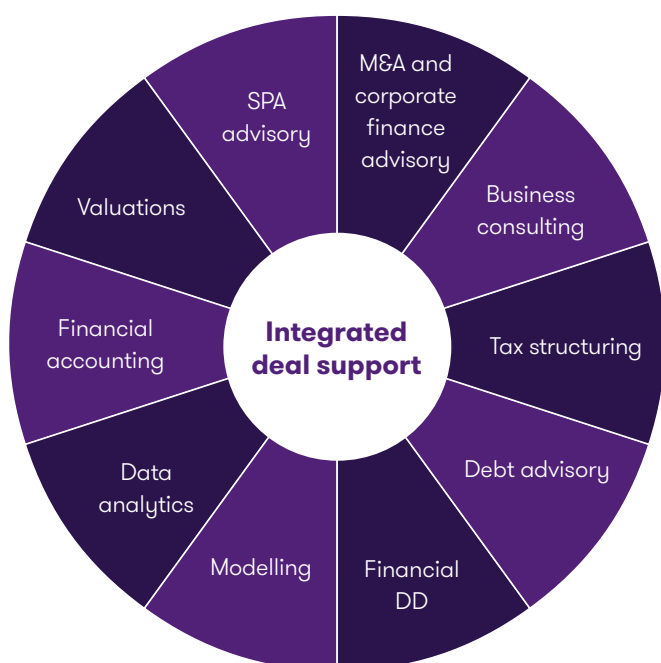 M&A and
corporate
finance
advisory
Business
consulting
Tax structuring
Debt advisory
Financial
DD
Modelling
Data
analytics
Financial
accounting
Valuations
SPA
advisory
Integrated
deal support